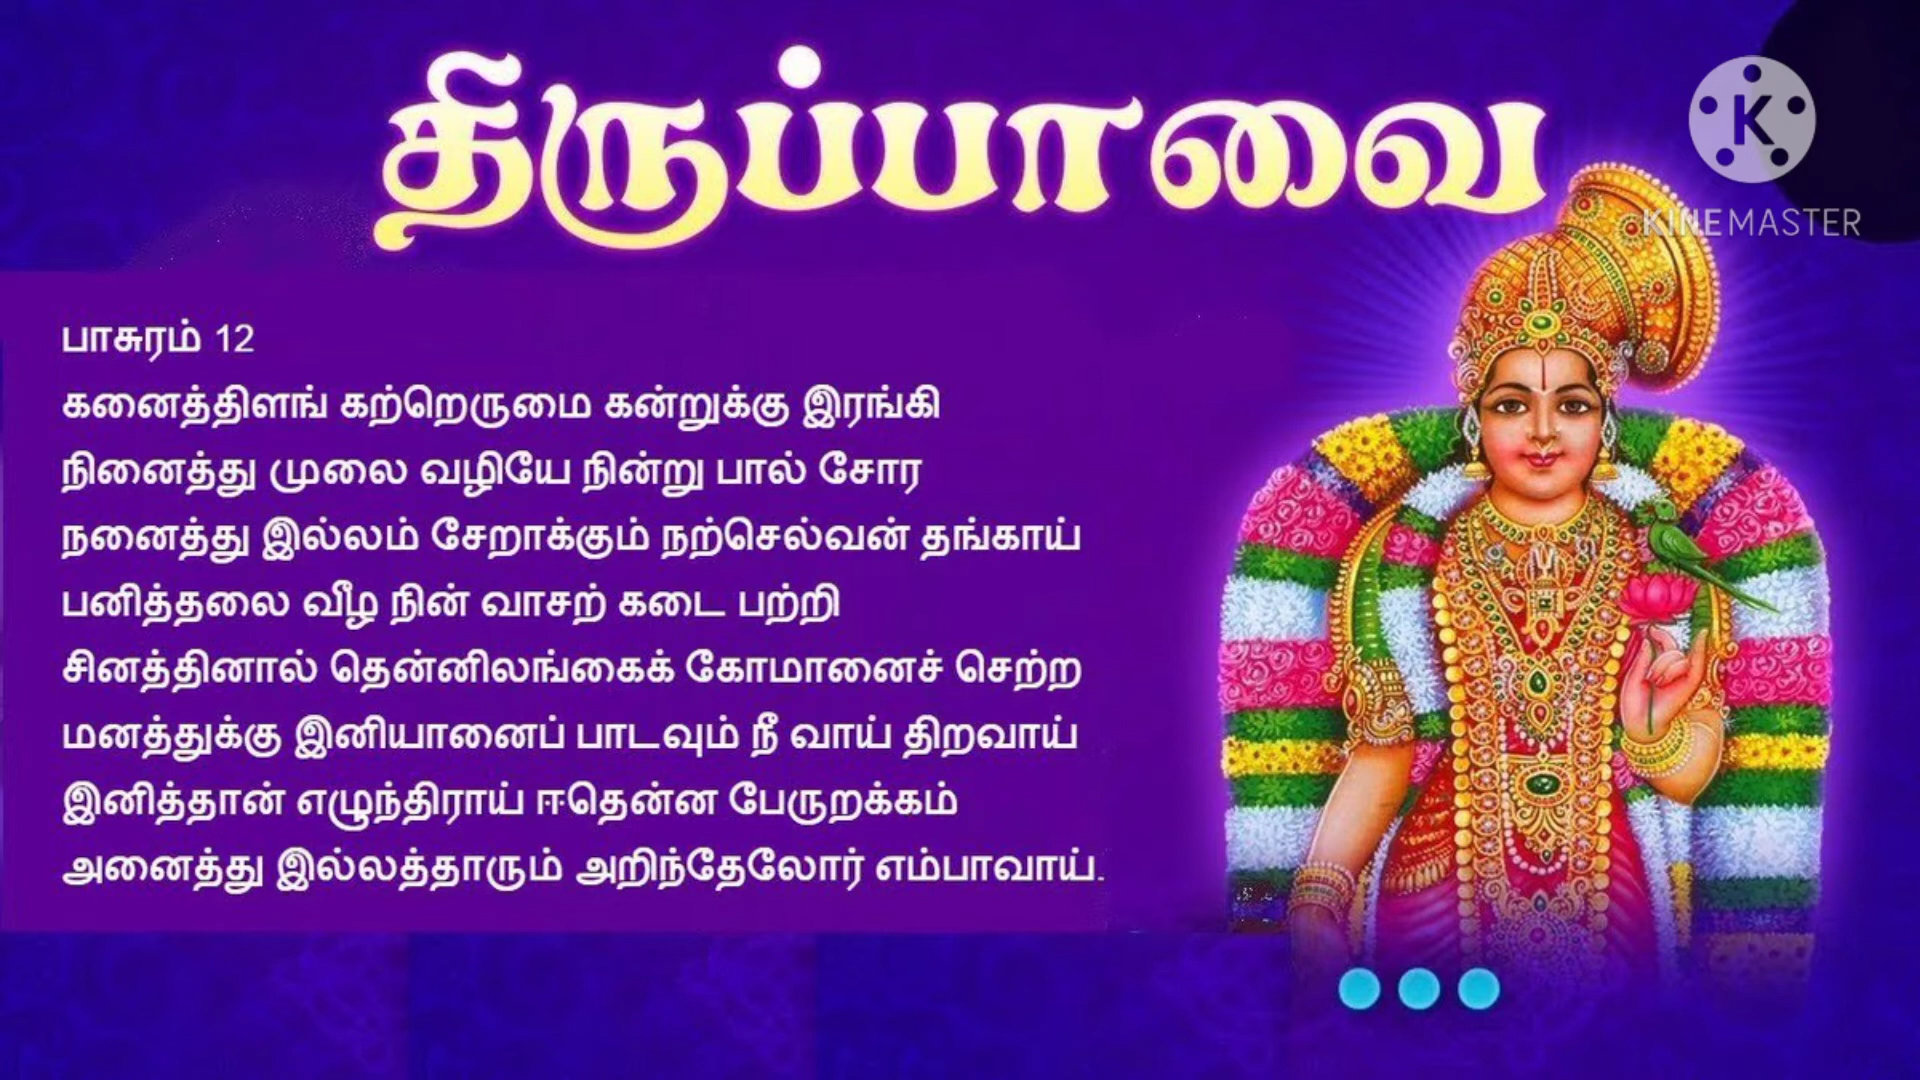 திருப்பாவை
KINEMASTER
பாசுரம் 12
கனைத்திளங் கற்றெருமை கன்றுக்கு இரங்கி
நினைத்து முலை வழியே நின்று பால் சோர
நனைத்து இல்லம் சேறாக்கும் நற்செல்வன் தங்காய்
பனித்தலை வீழ நின் வாசற் கடை பற்றி
சினத்தினால் தென்னிலங்கைக் கோமானைச் செற்ற
மனத்துக்கு இனியானைப் பாடவும் நீ வாய் திறவாய்
இனித்தான் எழுந்திராய் ஈதென்ன பேருறக்கம்
அனைத்து இல்லத்தாரும் அறிந்தேலோர் எம்பாவாய்.